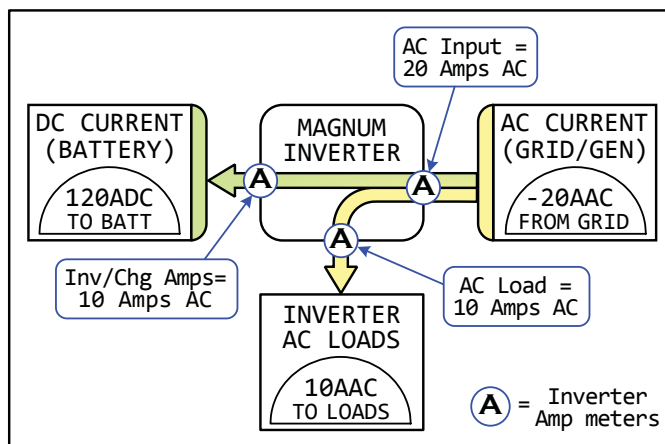 AC Input =
20 Amps AC
DC CURRENT
(BATTERY)
120ADC
TO BATT
MAGNUM
INVERTER
A
A
A
AC CURRENT
(GRID/GEN)
-20AAC
FROM GRID
Inv/Chg Amps=
10 Amps AC
AC Load =
10 Amps AC
INVERTER
AC LOADS
10AAC
TO LOADS
A = Inverter
Amp meters